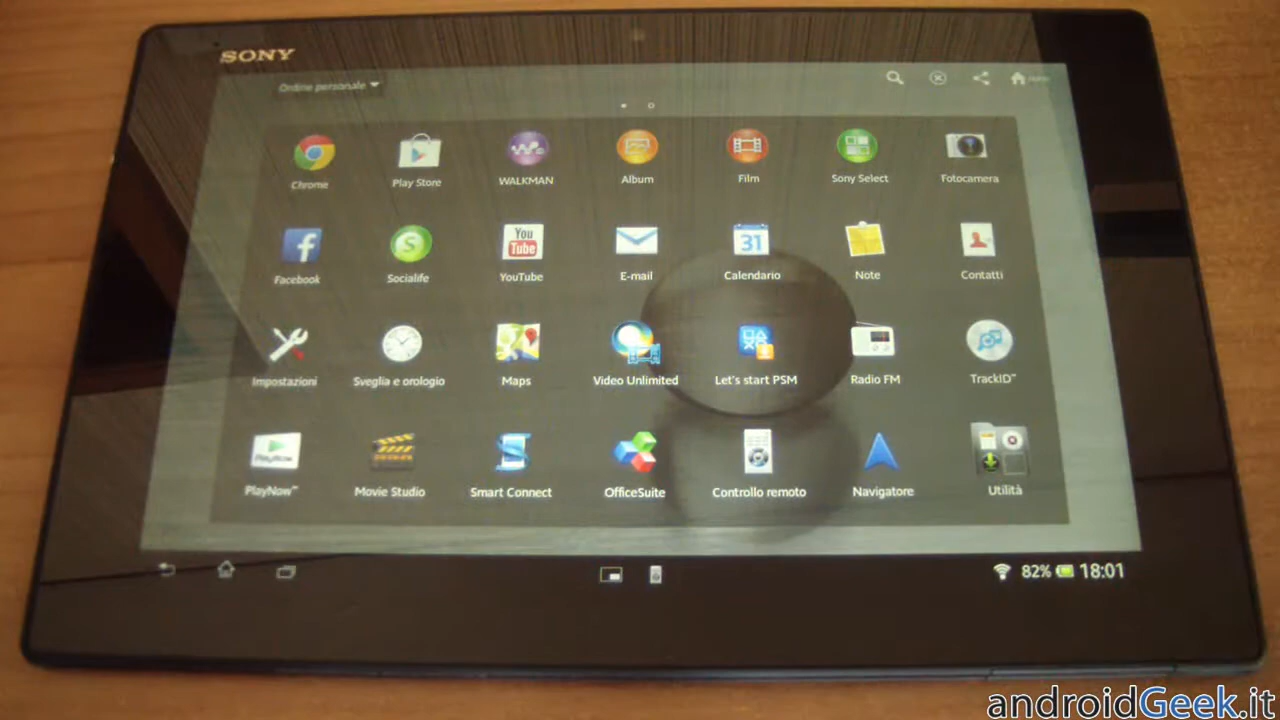 SONY
Ordine personale
Chrome Play Store WALKMAN Album Film Sony Select Fotocamera
31
Facebook Socialife YouTube E-mail Calendario Note Contatti
Impostazioni Sveglia e orologio Maps Video Unlimited Let's start PSM Radio FM TrackID™
PlayNow™ Movie Studio Smart Connect OfficeSuite Controllo remoto Navigatore Utilità
82% 18:01
androidGeek.it